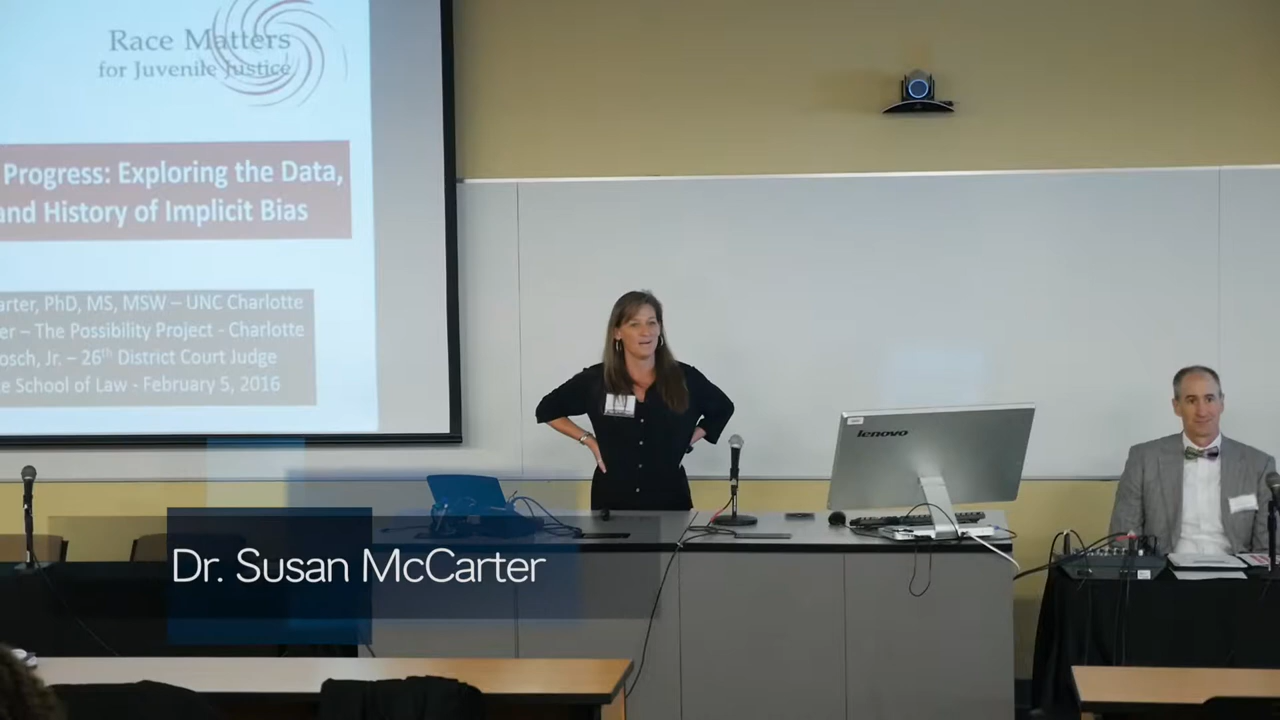 Race Matters
for Juvenile Justice
Progress: Exploring the Data,
and History of Implicit Bias
arter, PhD, MS, MSW – UNC Charlotte
er – The Possibility Project - Charlotte
osch, Jr. – 26th District Court Judge
e School of Law - February 5, 2016
lenovo
Dr. Susan McCarter